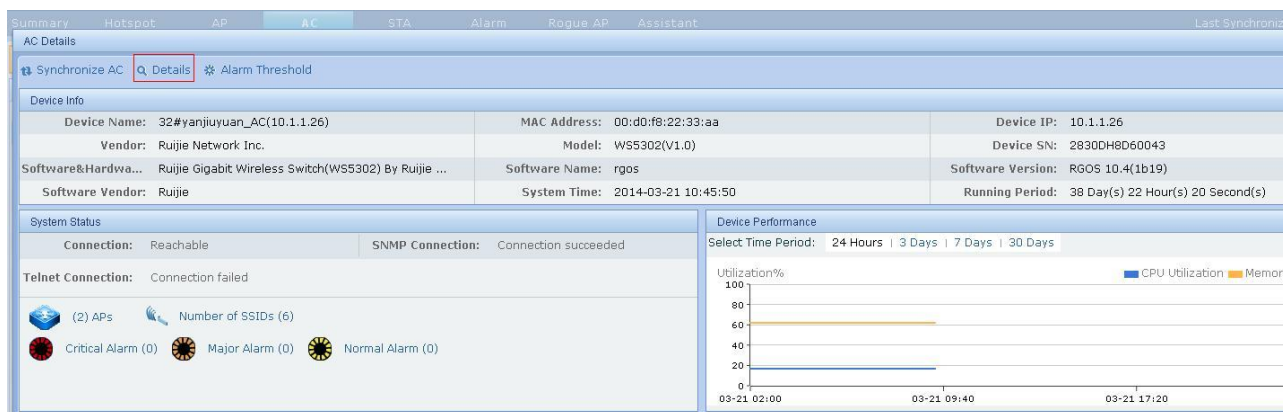 Summary Hotspot AP AC STA Alarm Rogue AP Assistant Last Synchroniz
AC Details
Synchronize AC Details Alarm Threshold
Device Info
Device Name: 32#yanjiuyuan_AC(10.1.1.26) MAC Address: 00:d0:f8:22:33:aa Device IP: 10.1.1.26
Vendor: Ruijie Network Inc. Model: WS5302(V1.0) Device SN: 2830DH8D60043
Software&Hardwa... Ruijie Gigabit Wireless Switch(WS5302) By Ruijie ... Software Name: rgos Software Version: RGOS 10.4(1b19)
Software Vendor: Ruijie System Time: 2014-03-21 10:45:50 Running Period: 38 Day(s) 22 Hour(s) 20 Second(s)
System Status Device Performance
Connection: Reachable SNMP Connection: Connection succeeded Select Time Period: 24 Hours | 3 Days | 7 Days | 30 Days
Telnet Connection: Connection failed
Utilization% CPU Utilization Memor
100
80
60
40
20
0
03-21 02:00 03-21 09:40 03-21 17:20
(2) APs Number of SSIDs (6)
Critical Alarm (0) Major Alarm (0) Normal Alarm (0)